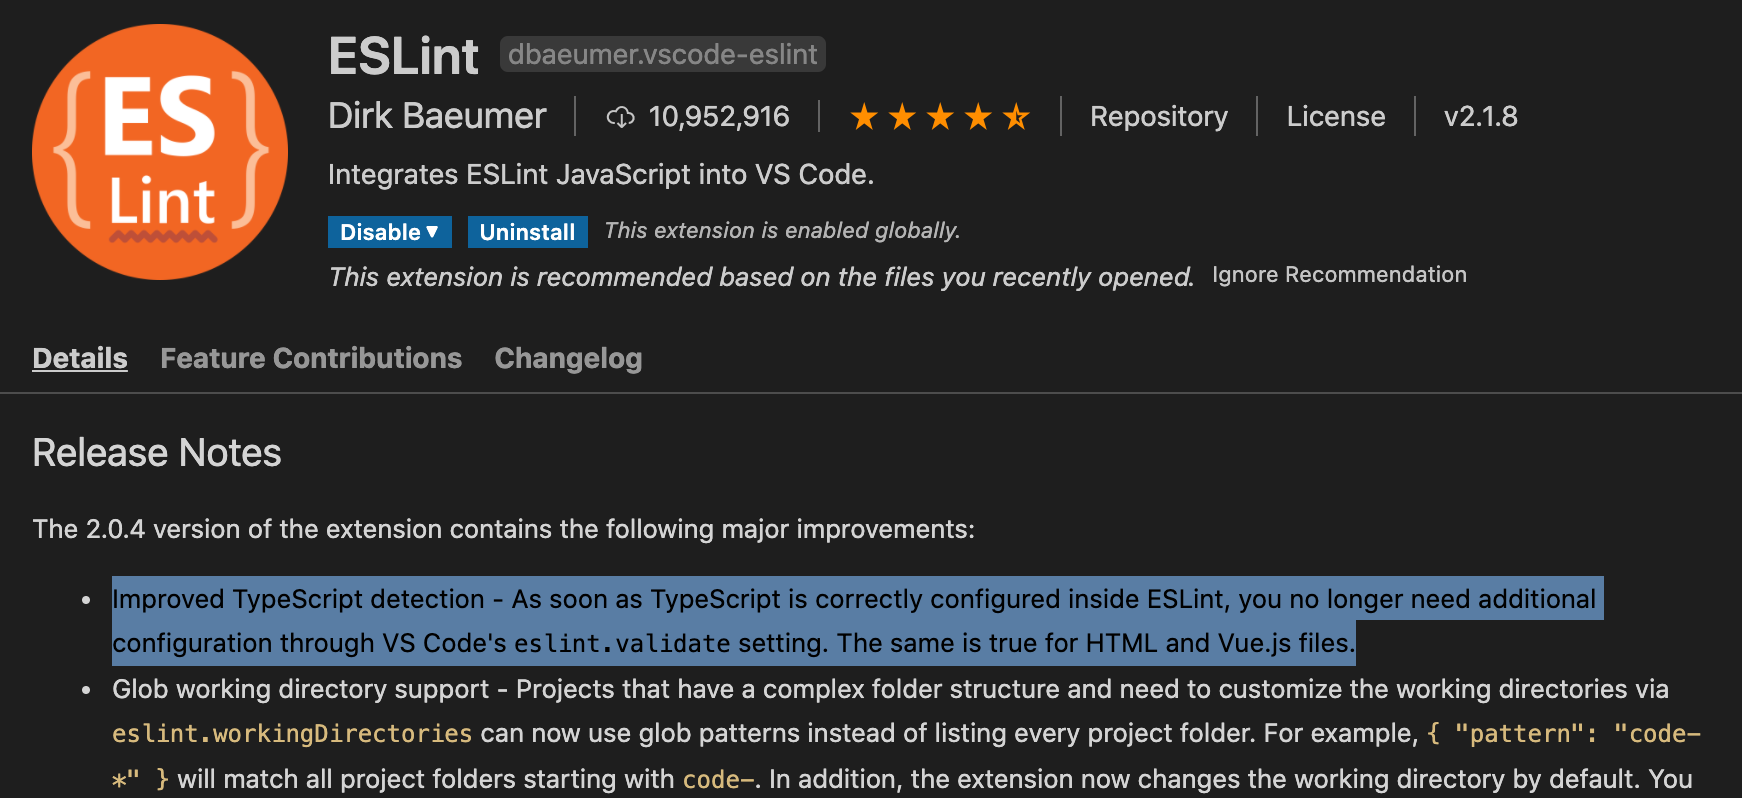 ES
Lint
ESLint dbaeumer.vscode-eslint
Dirk Baeumer 10,952,916 Repository License v2.1.8
Integrates ESLint JavaScript into VS Code.
Disable Uninstall This extension is enabled globally.
This extension is recommended based on the files you recently opened. Ignore Recommendation
Details Feature Contributions Changelog
Release Notes
The 2.0.4 version of the extension contains the following major improvements:
• Improved TypeScript detection - As soon as TypeScript is correctly configured inside ESLint, you no longer need additional
configuration through VS Code's eslint.validate setting. The same is true for HTML and Vue.js files.
• Glob working directory support - Projects that have a complex folder structure and need to customize the working directories via
eslint.workingDirectories can now use glob patterns instead of listing every project folder. For example, { "pattern": "code-
*" } will match all project folders starting with code-. In addition, the extension now changes the working directory by default. You